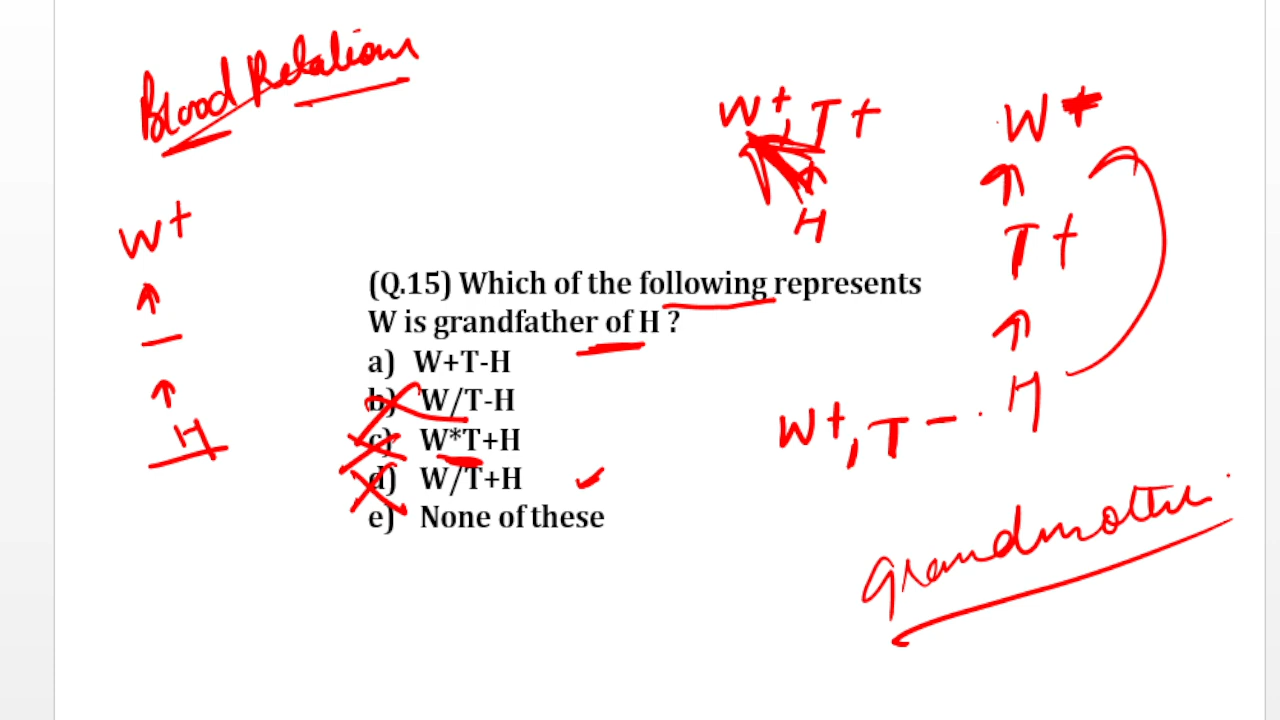 Blood Relation
W+, T+
H
W+
T+
H
W+
H
(Q.15) Which of the following represents
W is grandfather of H ?
a) W+T-H
b) W/T-H
c) W*T+H
d) W/T+H
e) None of these
W+, T-
Grandmother